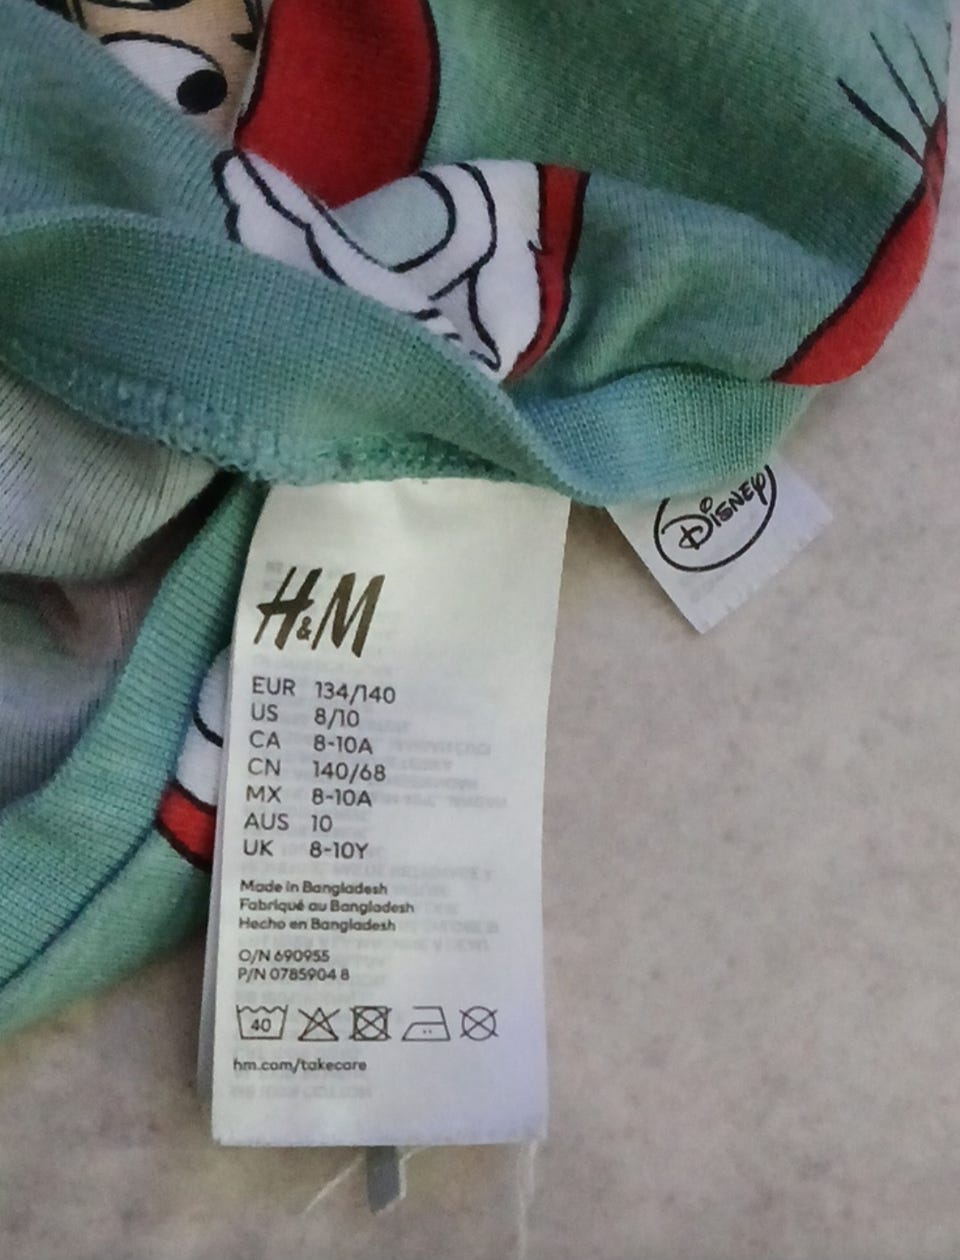 DISNEY
H&M
EUR 134/140
US 8/10
CA 8-10A
CN 140/68
MX 8-10A
AUS 10
UK 8-10Y
Made in Bangladesh
Fabriqué au Bangladesh
Hecho en Bangladesh
O/N 690955
P/N 0785904 8
40
hm.com/takecare